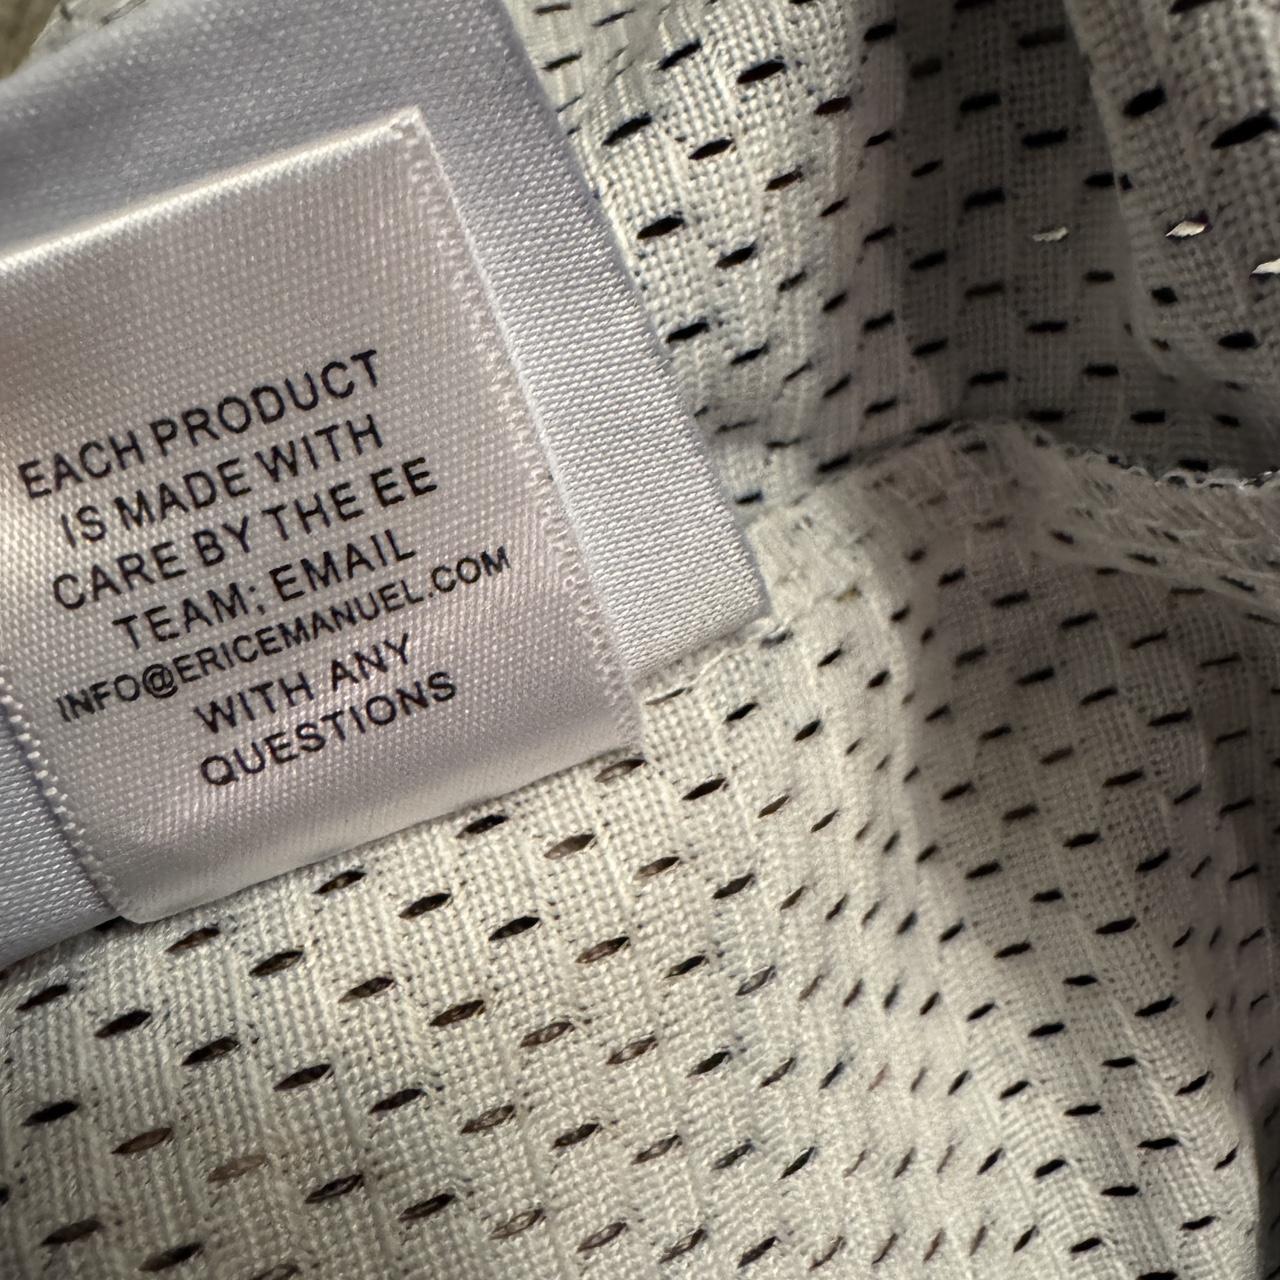 EACH PRODUCT
IS MADE WITH
CARE BY THE EE
TEAM; EMAIL
INFO@ERICEMANUEL.COM
WITH ANY
QUESTIONS